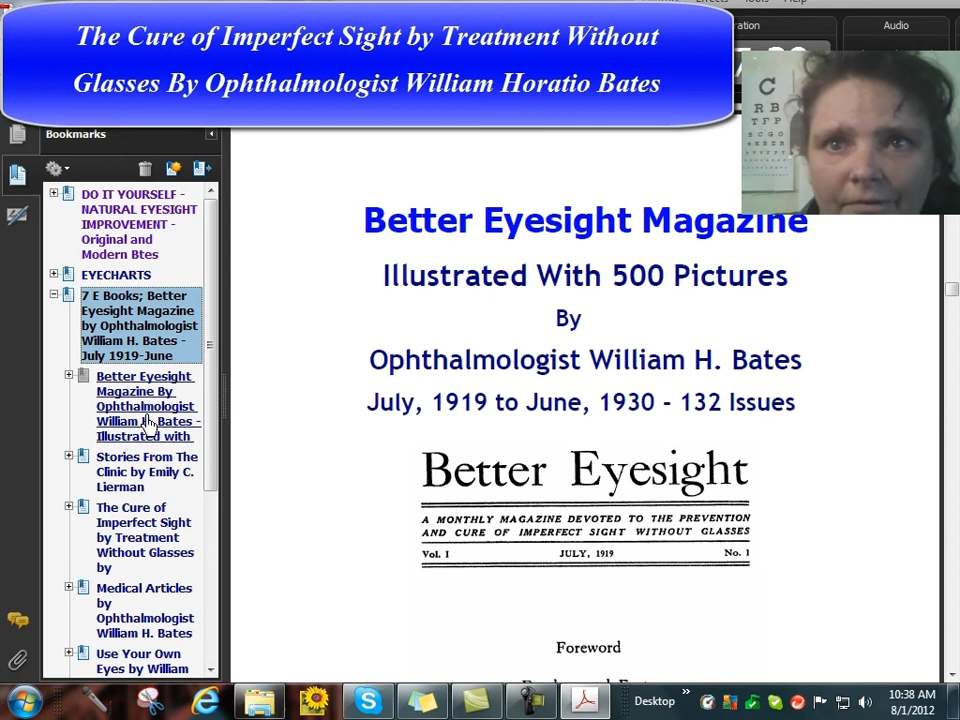 The Cure of Imperfect Sight by Treatment Without
Glasses By Ophthalmologist William Horatio Bates
Audio
Bookmarks
DO IT YOURSELF -
NATURAL EYESIGHT
IMPROVEMENT -
Original and
Modern Btes
EYECHARTS
7 E Books; Better
Eyesight Magazine
by Ophthalmologist
William H. Bates -
July 1919-June
Better Eyesight
Magazine By
Ophthalmologist
William H. Bates -
Illustrated with
Stories From The
Clinic by Emily C.
Lierman
The Cure of
Imperfect Sight
by Treatment
Without Glasses
by
Medical Articles
by
Ophthalmologist
William H. Bates
Use Your Own
Eyes by William
C
R B
T F P
Better Eyesight Magazine
Illustrated With 500 Pictures
By
Ophthalmologist William H. Bates
July, 1919 to June, 1930 - 132 Issues
Better Eyesight
A MONTHLY MAGAZINE DEVOTED TO THE PREVENTION
AND CURE OF IMPERFECT SIGHT WITHOUT GLASSES
Vol. I JULY, 1919 No. 1
Foreword
Desktop
10:38 AM
8/1/2012